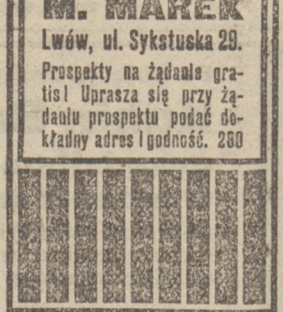 M. MAREK
Lwów, ul. Sykstuska 29.
Prospekty na żądanie gra-
tis! Uprasza się przy żą-
daniu prospektu podać do-
kładny adres i godność. 280